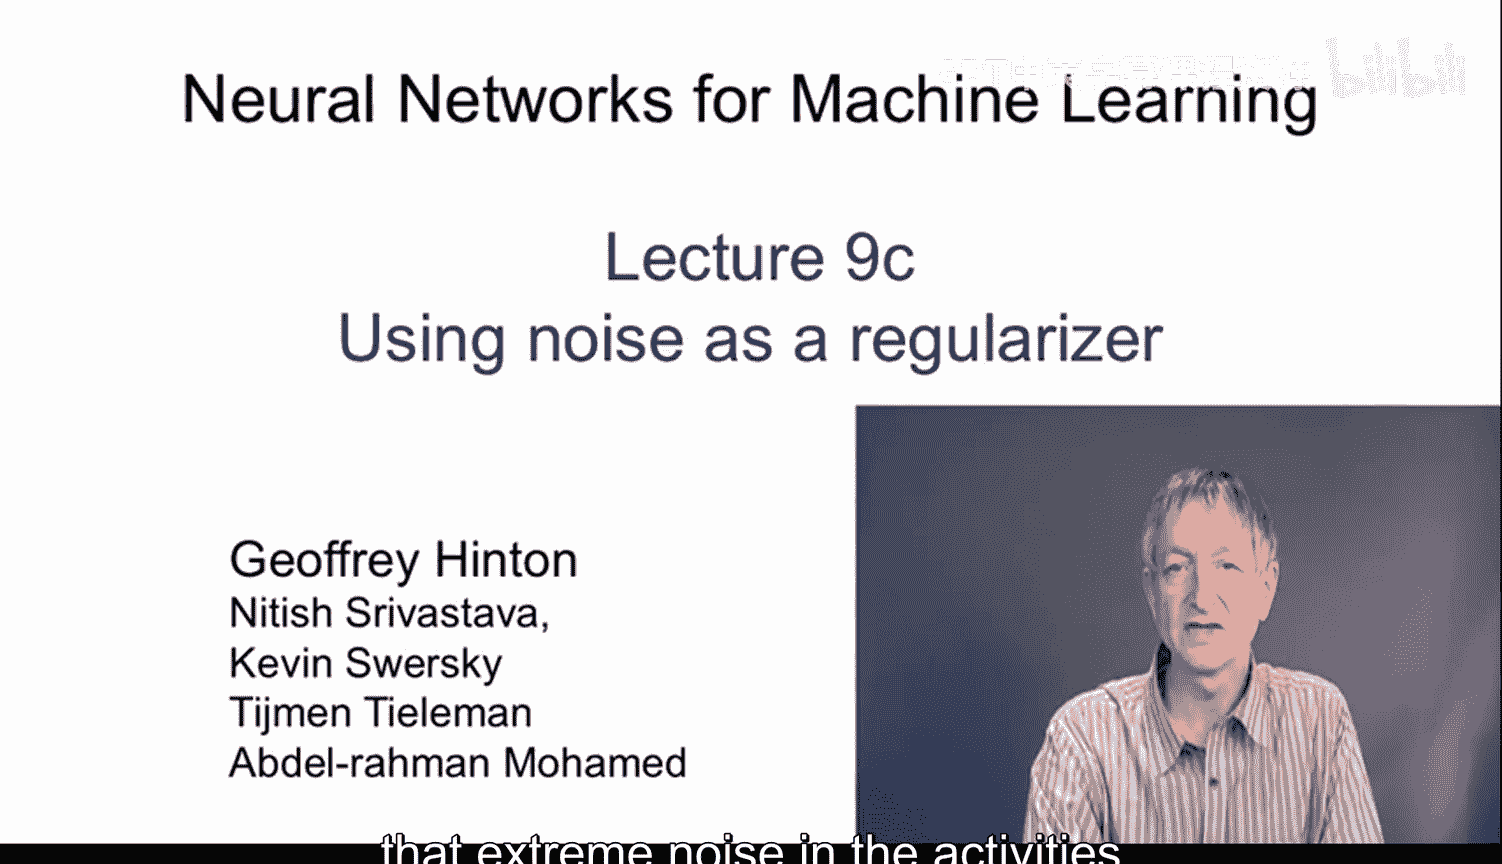 Neural Networks for Machine Learning
bilibili
Lecture 9c
Using noise as a regularizer
Geoffrey Hinton
Nitish Srivastava,
Kevin Swersky
Tijmen Tieleman
Abdel-rahman Mohamed
that extreme noise in the activities